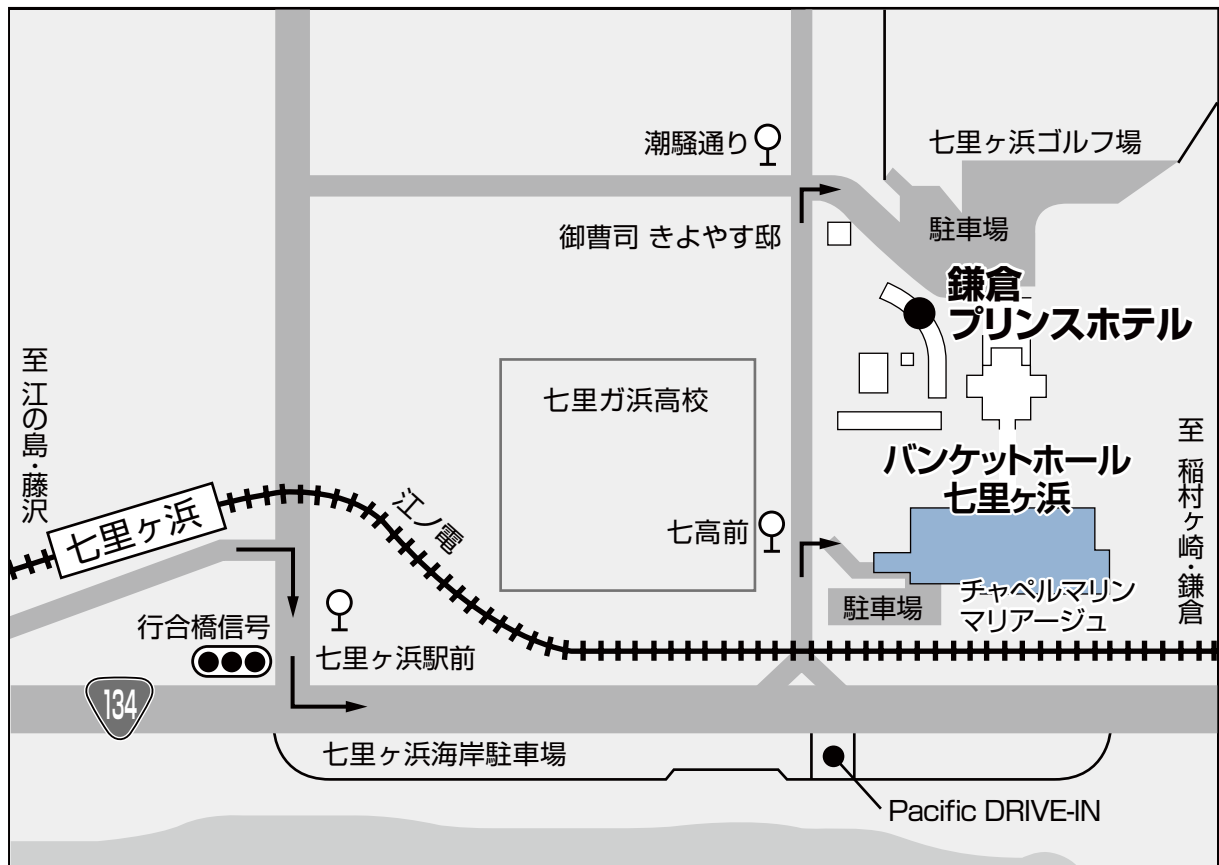 潮騒通り
七里ヶ浜ゴルフ場
御曹司 きよやす邸
駐車場
鎌倉
プリンスホテル
至 江の島・藤沢
七里ガ浜高校
至 稲村ヶ崎・鎌倉
バンケットホール
七里ヶ浜
七里ヶ浜
江ノ電
七高前
チャペルマリン
マリアージュ
駐車場
行合橋信号
七里ヶ浜駅前
134
七里ヶ浜海岸駐車場
Pacific DRIVE-IN